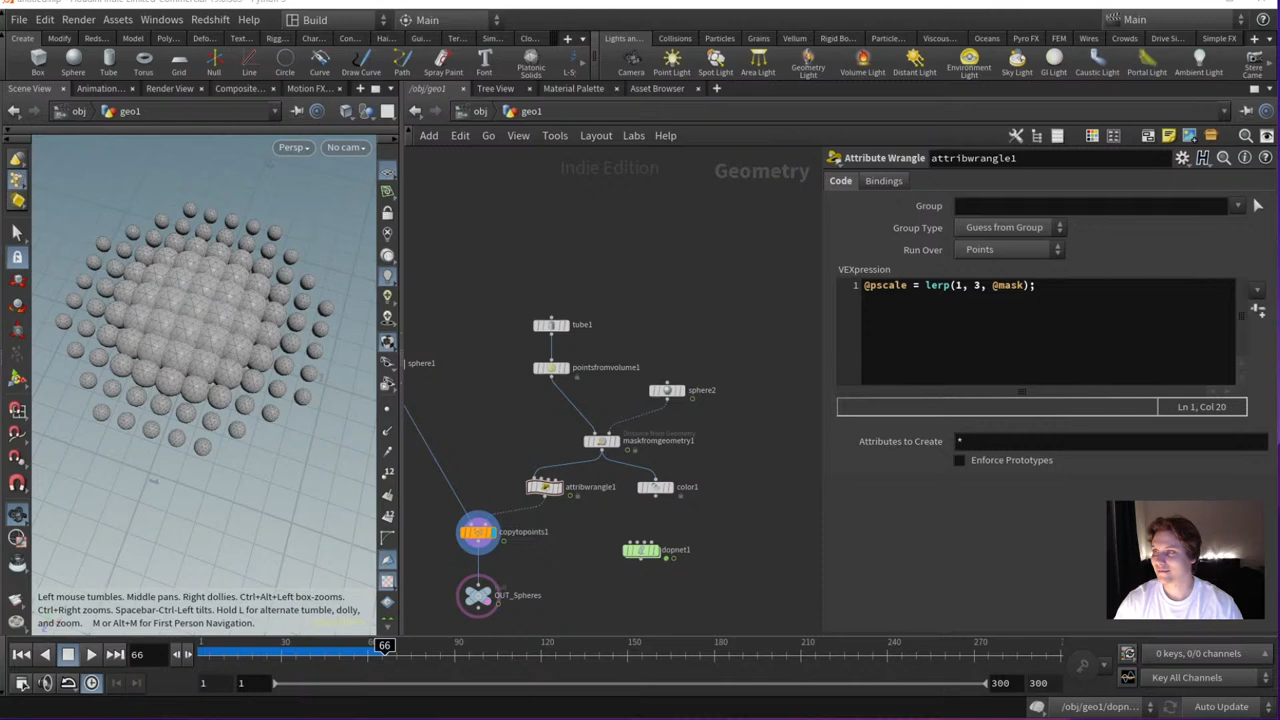 File Edit Render Assets Windows Redshift Help Build Main Main
Create Modify Reds... Model Poly... Defo... Text... Rigg... Char... Con... Hai... Gui... Ter... Sim... Clo... Lights an... Collisions Particles Grains Vellum Rigid Bo... Particle... Viscous... Oceans Pyro FX FEM Wires Crowds Drive Si... Simple FX
Box Sphere Tube Torus Grid Null Line Circle Curve Draw Curve Path Spray Paint Font Platonic Solids L-S Camera Point Light Spot Light Area Light Geometry Light Volume Light Distant Light Environment Light Sky Light GI Light Caustic Light Portal Light Ambient Light Stere Came
Scene View Animation... Render View Composite... Motion FX... /obj/geo1 Tree View Material Palette Asset Browser
obj geo1 obj geo1
Add Edit Go View Tools Layout Labs Help
Persp No cam
Indie Edition Geometry
Attribute Wrangle attribwrangle1
Code Bindings
Group
Group Type Guess from Group
Run Over Points
VEXpression
1 @pscale = lerp(1, 3, @mask);
Ln 1, Col 20
Attributes to Create *
Enforce Prototypes
tube1
sphere1
pointsfromvolume1
sphere2
Distance from Geometry
maskfromgeometry1
attribwrangle1
color1
copytopoints1
dopnet1
OUT_Spheres
Left mouse tumbles. Middle pans. Right dollies. Ctrl+Alt+Left box-zooms.
Ctrl+Right zooms. Spacebar-Ctrl-Left tilts. Hold L for alternate tumble, dolly,
and zoom. M or Alt+M for First Person Navigation.
66 1 30 66 90 120 150 180 210 240 270
0 keys, 0/0 channels
1 1 300 300 Key All Channels
/obj/geo1/dopn... Auto Update